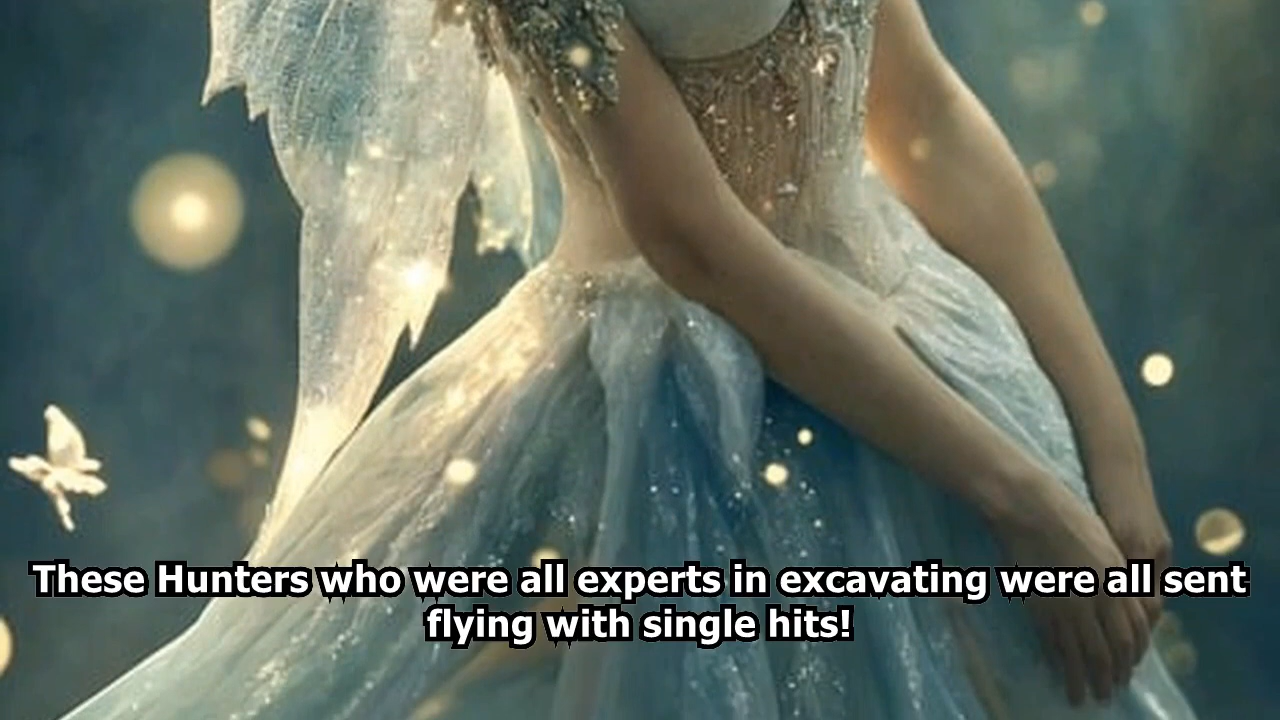 These Hunters who were all experts in excavating were all sent
flying with single hits!